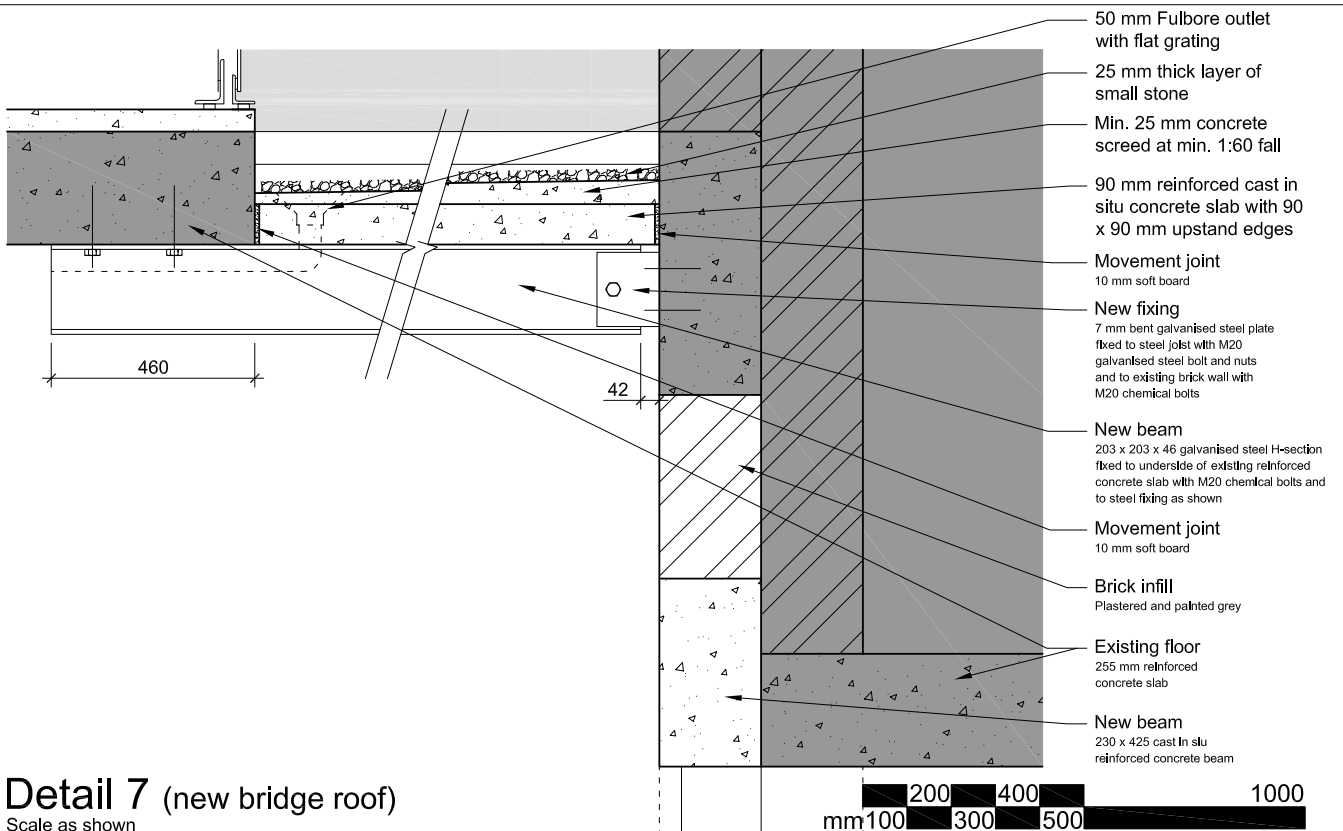 50 mm Fulbore outlet
with flat grating
25 mm thick layer of
small stone
Min. 25 mm concrete
screed at min. 1:60 fall
90 mm reinforced cast in
situ concrete slab with 90
x 90 mm upstand edges
Movement joint
10 mm soft board
New fixing
7 mm bent galvanised steel plate
fixed to steel joist with M20
galvanised steel bolt and nuts
and to existing brick wall with
M20 chemical bolts
460
42
New beam
203 x 203 x 46 galvanised steel H-section
fixed to underside of existing reinforced
concrete slab with M20 chemical bolts and
to steel fixing as shown
Movement joint
10 mm soft board
Brick infill
Plastered and painted grey
Existing floor
255 mm reinforced
concrete slab
New beam
230 x 425 cast in siu
reinforced concrete beam
Detail 7 (new bridge roof)
Scale as shown
200 400 1000
mm 100 300 500